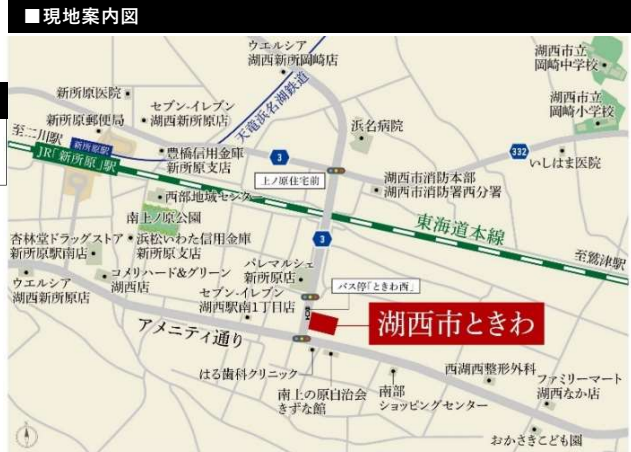 ■現地案内図
ウエルシア
湖西新所岡崎店
湖西市立
岡崎中学校
天竜浜名湖鉄道
新所原医院
セブン-イレブン
湖西新所原店
湖西市立
岡崎小学校
新所原郵便局
浜名病院
至二川駅
新所原駅
JR「新所原」駅
豊橋信用金庫
新所原支店
3
332
いしはま医院
上ノ原住宅前
湖西市消防本部
湖西市消防署西分署
西部地域センター
南上ノ原公園
東海道本線
3
杏林堂ドラッグストア
新所原駅南店
浜松いわた信用金庫
新所原支店
至鷲津駅
パレマルシェ
新所原店
コメリハード&グリーン
湖西店
ウエルシア
湖西新所原店
バス停「ときわ西」
セブン-イレブン
湖西駅南1丁目店
湖西市ときわ
アメニティ通り
はる歯科クリニック
西湖西整形外科
ファミリーマート
湖西なか店
南上の原自治会
きずな館
南部
ショッピングセンター
おかさきこども園